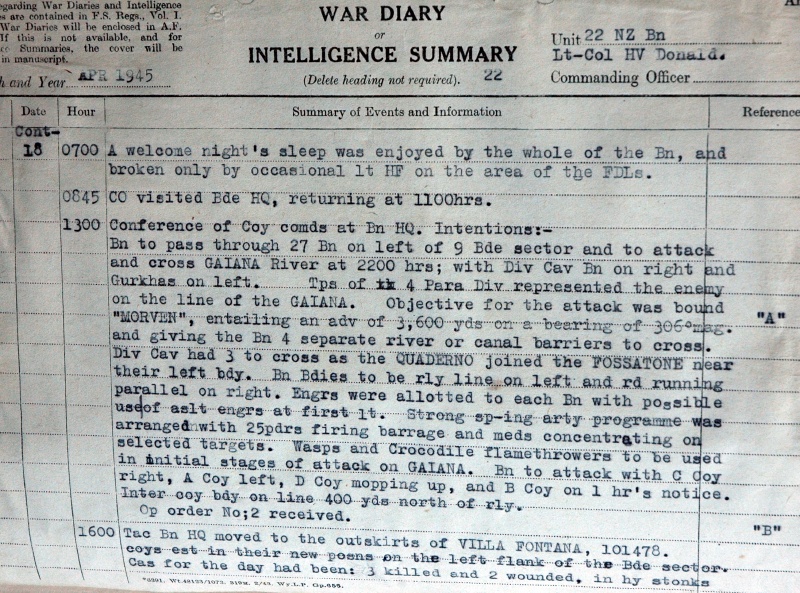 egarding War Diaries and Intelligence
es are contained in F.S. Regs., Vol. I.
War Diaries will be enclosed in A.F.
If this is not available, and for
Summaries, the cover will be
in manuscript.
h and Year APR 1945
WAR DIARY
or
INTELLIGENCE SUMMARY
(Delete heading not required). 22
Unit 22 NZ Bn
Lt-Col HV Donald.
Commanding Officer
Date Hour Summary of Events and Information Reference
Cont-
18 0700 A welcome night's sleep was enjoyed by the whole of the Bn, and
broken only by occasional lt HF on the area of the FDLs.
0845 CO visited Bde HQ, returning at 1100hrs.
1300 Conference of Coy comds at Bn HQ. Intentions:-
Bn to pass through 27 Bn on left of 9 Bde sector and to attack
and cross GAIANA River at 2200 hrs; with Div Cav Bn on right and
Gurkhas on left. Tps of 4 Para Div represented the enemy
on the line of the GAIANA. Objective for the attack was bound
"MORVEN", entailing an adv of 3,600 yds on a bearing of 306°mag. "A"
and giving the Bn 4 separate river or canal barriers to cross.
Div Cav had 3 to cross as the QUADERNO joined the FOSSATONE near
their left bdy. Bn Bdies to be rly line on left and rd running
parallel on right. Engrs were allotted to each Bn with possible
use of aslt engrs at first lt. Strong sp-ing arty programme was
arranged with 25pdrs firing barrage and meds concentrating on
selected targets. Wasps and Crocodile flamethrowers to be used
in initial stages of attack on GAIANA. Bn to attack with C Coy
right, A Coy left, D Coy mopping up, and B Coy on 1 hr's notice.
Inter coy bdy on line 400 yds north of rly.
Op order No;2 received. "B"
1600 Tac Bn HQ moved to the outskirts of VILLA FONTANA, 101478.
coys est in their new posns on the left flank of the Bde sector.
Cas for the day had been: 3 killed and 2 wounded, in hy stonks